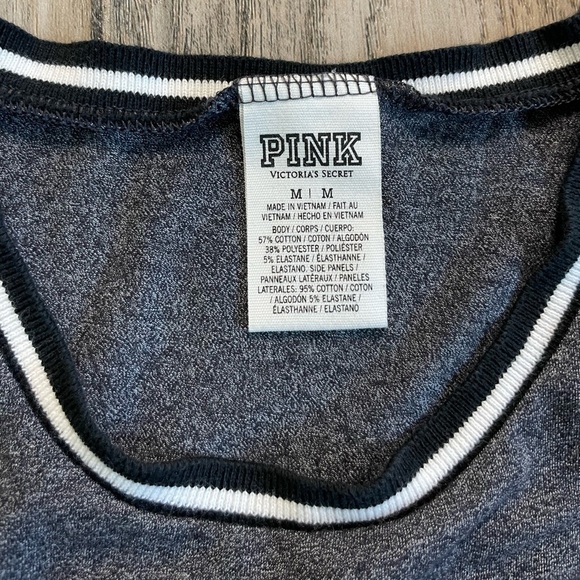 PINK
VICTORIA'S SECRET
M | M
MADE IN VIETNAM / FAIT AU
VIETNAM / HECHO EN VIETNAM
BODY / CORPS / CUERPO:
57% COTTON / COTON / ALGODÓN
38% POLYESTER / POLIÉSTER
5% ELASTANE / ÉLASTHANNE /
ELASTANO. SIDE PANELS /
PANNEAUX LATÉRAUX / PANELES
LATERALES: 95% COTTON / COTON
/ ALGODÓN 5% ELASTANE /
ÉLASTHANNE / ELASTANO